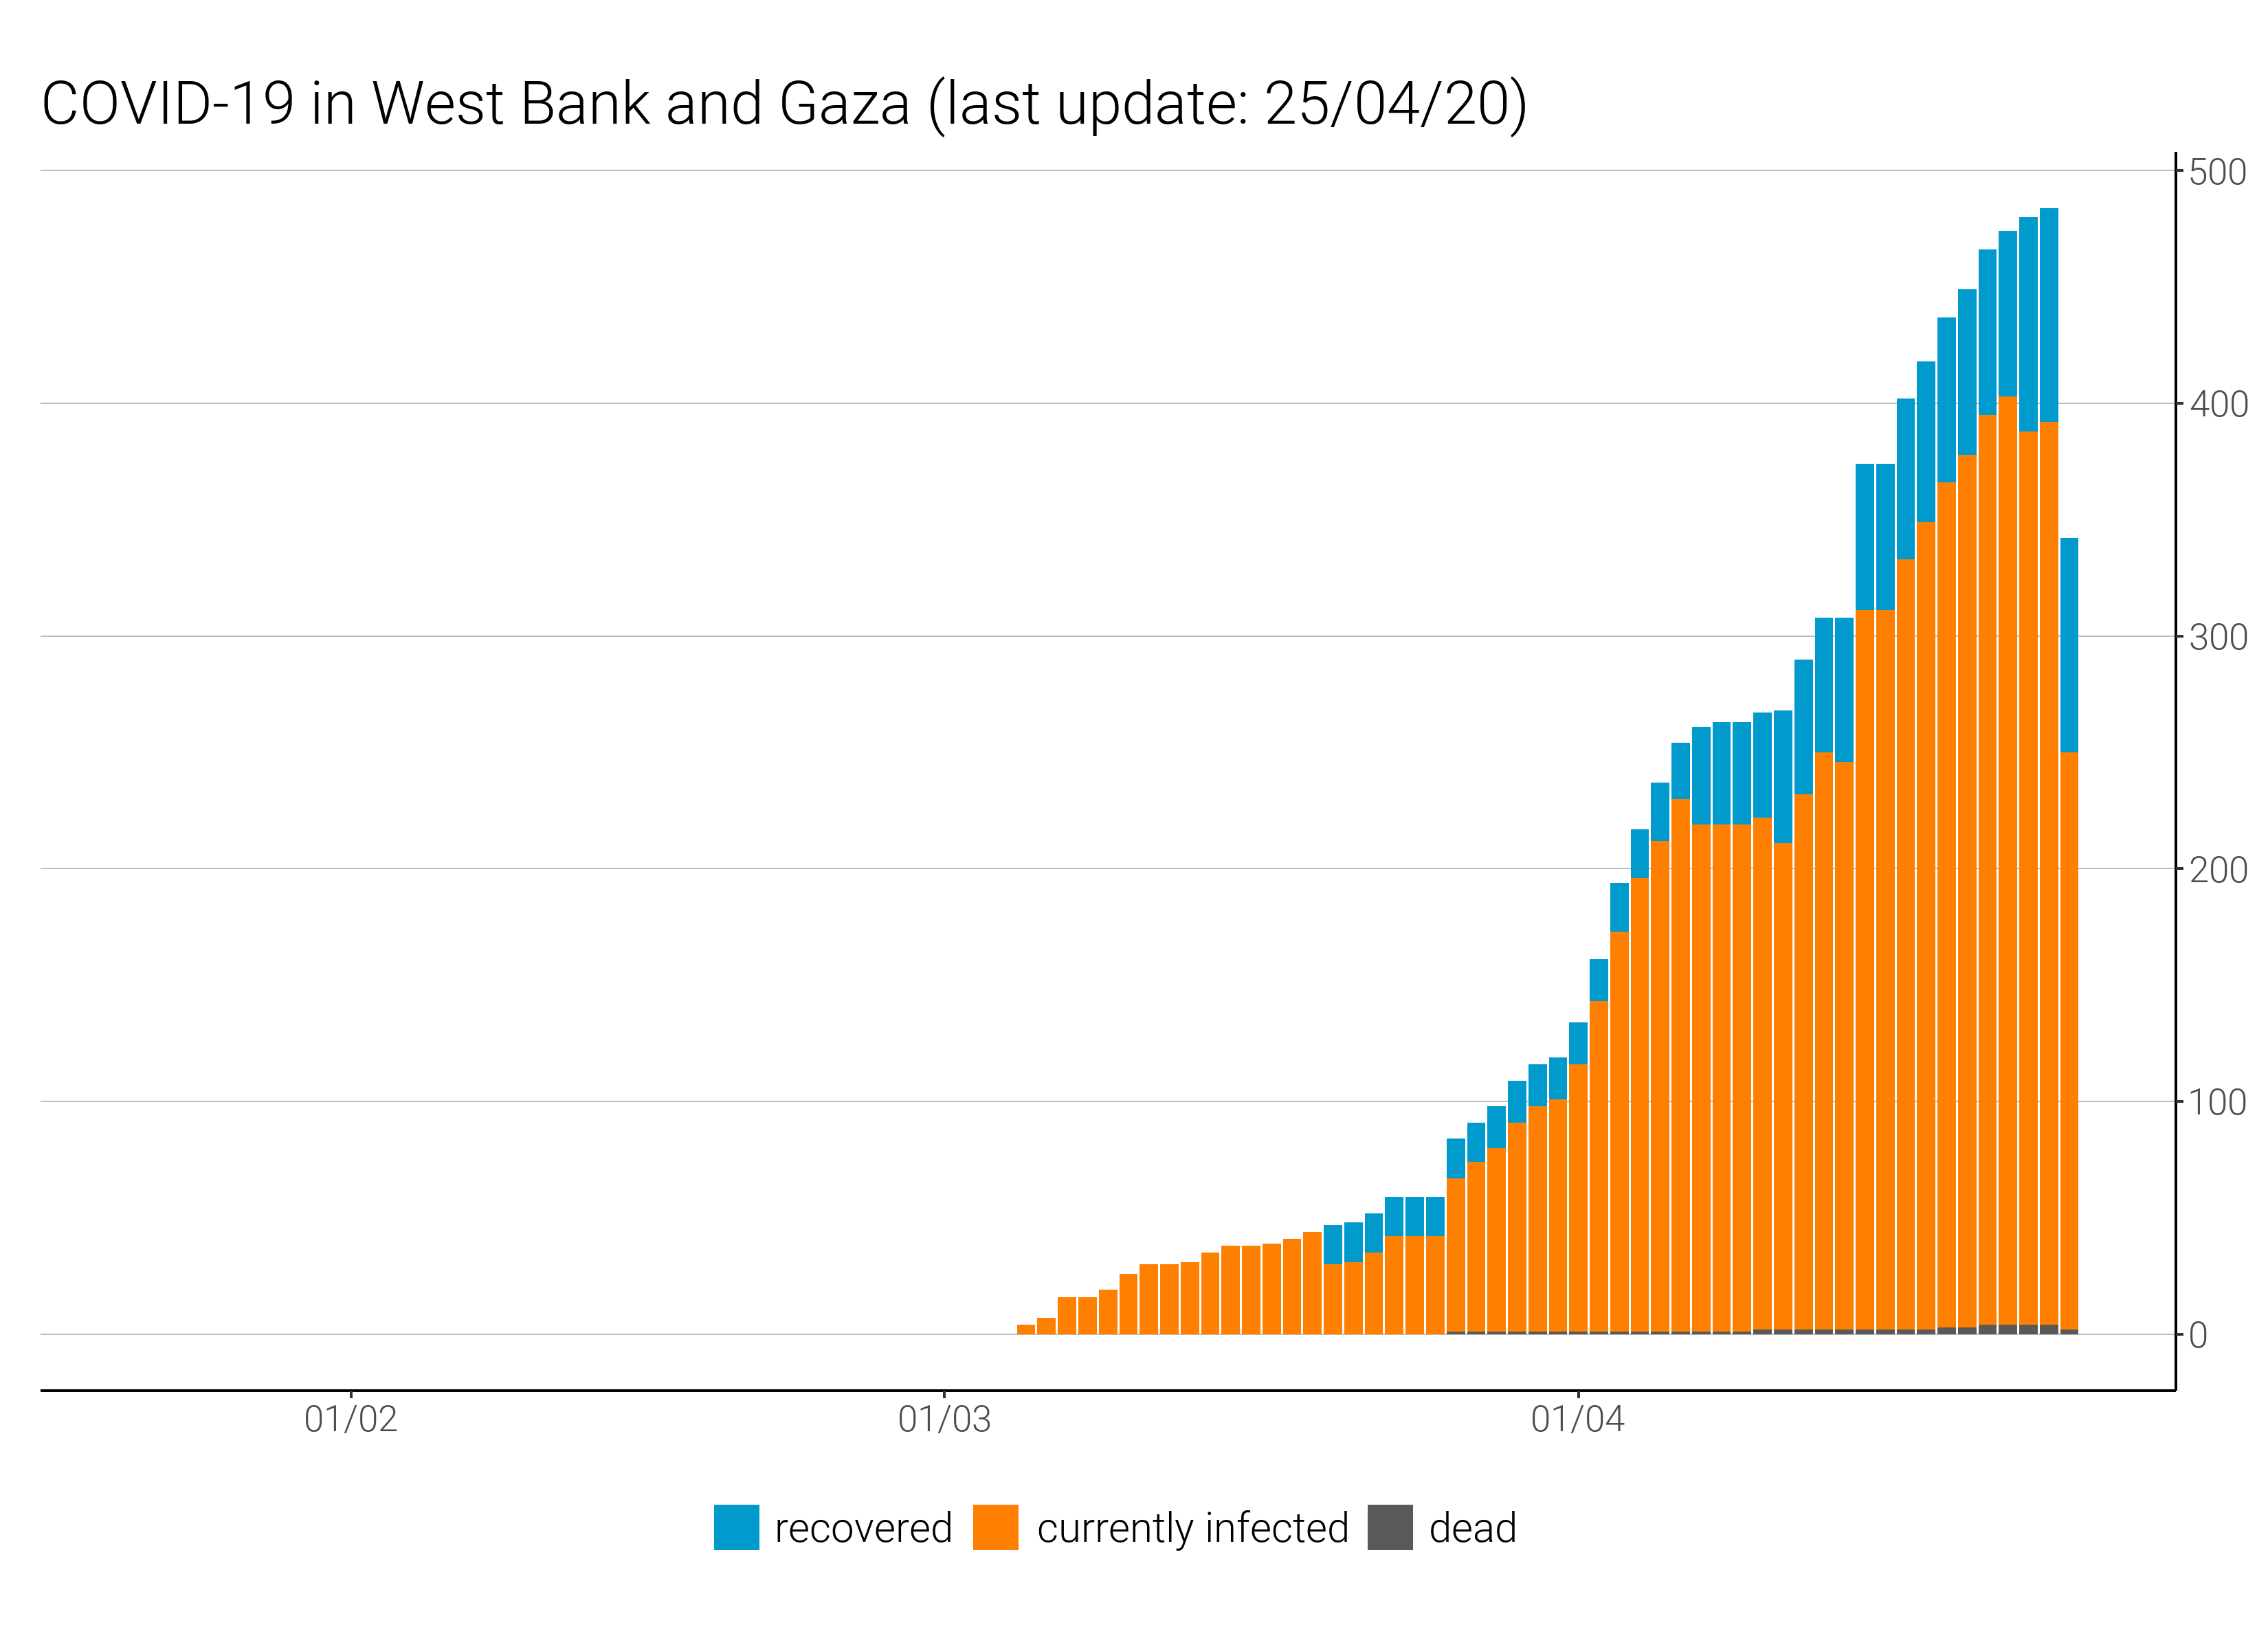 COVID-19 in West Bank and Gaza (last update: 25/04/20)
500
400
300
200
100
0
01/02 01/03 01/04
recovered currently infected dead